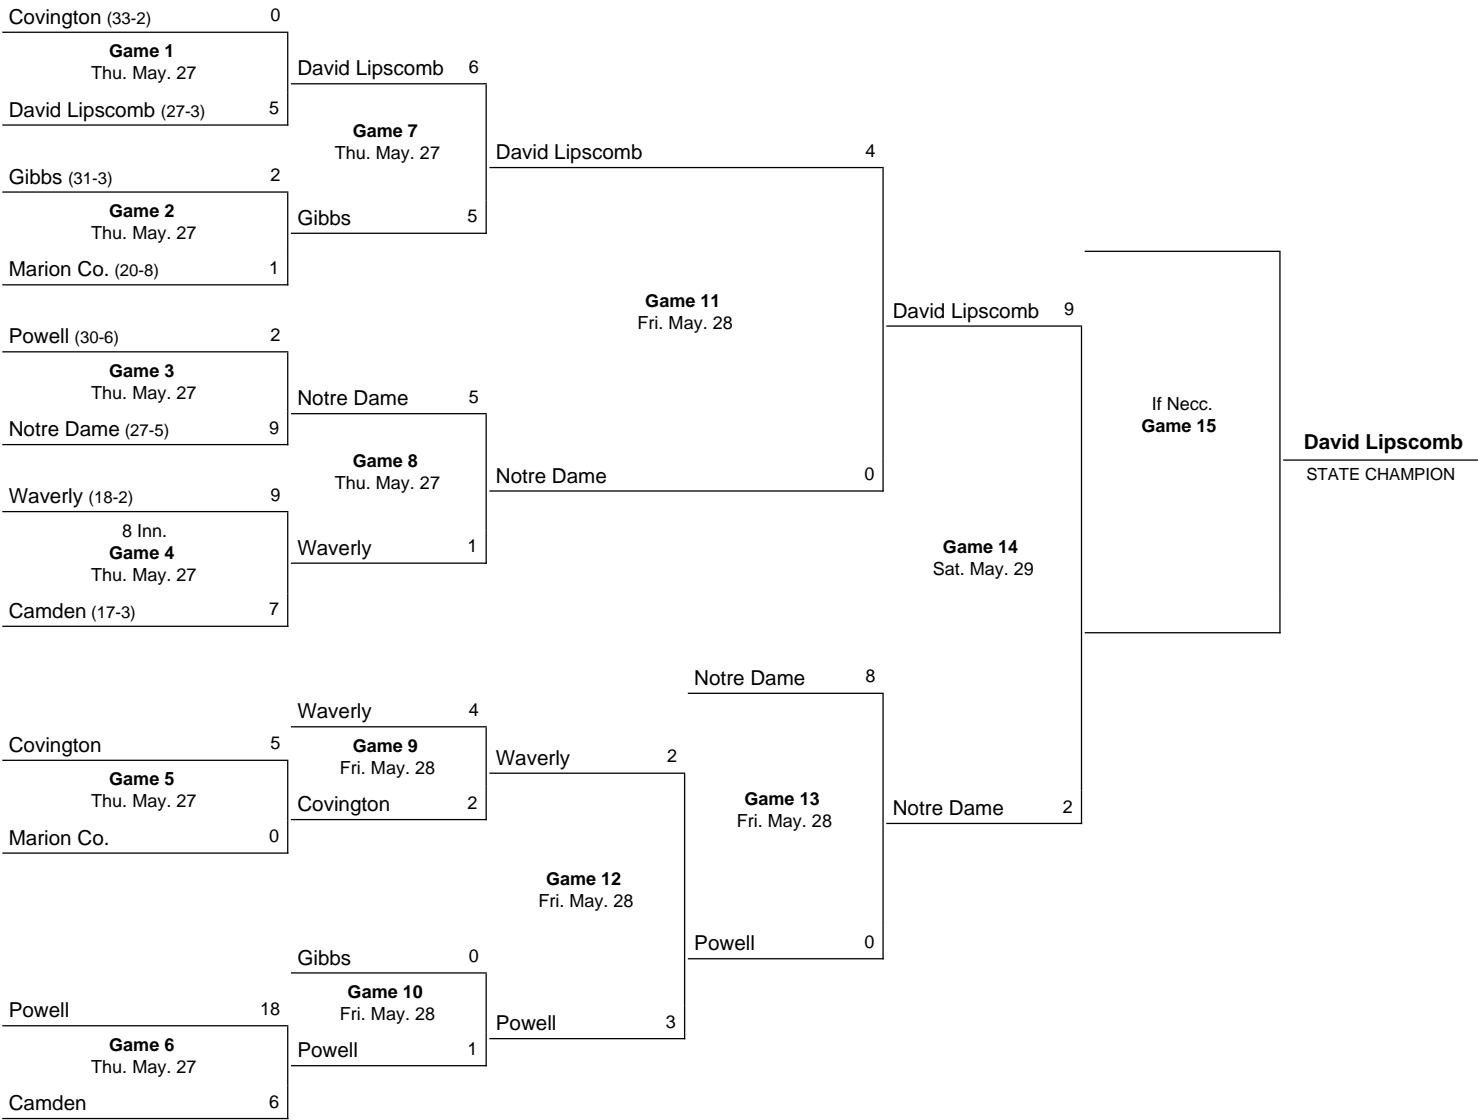 Covington (33-2) 0
Game 1
Thu. May. 27
David Lipscomb (27-3) 5
Gibbs (31-3) 2
Game 2
Thu. May. 27
Marion Co. (20-8) 1
Powell (30-6) 2
Game 3
Thu. May. 27
Notre Dame (27-5) 9
Waverly (18-2) 9
8 Inn.
Game 4
Thu. May. 27
Camden (17-3) 7
Covington 5
Game 5
Thu. May. 27
Marion Co. 0
Powell 18
Game 6
Thu. May. 27
Camden 6
David Lipscomb 6
Game 7
Thu. May. 27
Gibbs 5
Notre Dame 5
Game 8
Thu. May. 27
Waverly 1
Waverly 4
Game 9
Fri. May. 28
Covington 2
Gibbs 0
Game 10
Fri. May. 28
Powell 1
David Lipscomb 4
Game 11
Fri. May. 28
Notre Dame 0
Waverly 2
Game 12
Fri. May. 28
Powell 3
Notre Dame 8
Game 13
Fri. May. 28
Powell 0
David Lipscomb 9
Game 14
Sat. May. 29
Notre Dame 2
If Necc.
Game 15
David Lipscomb
STATE CHAMPION